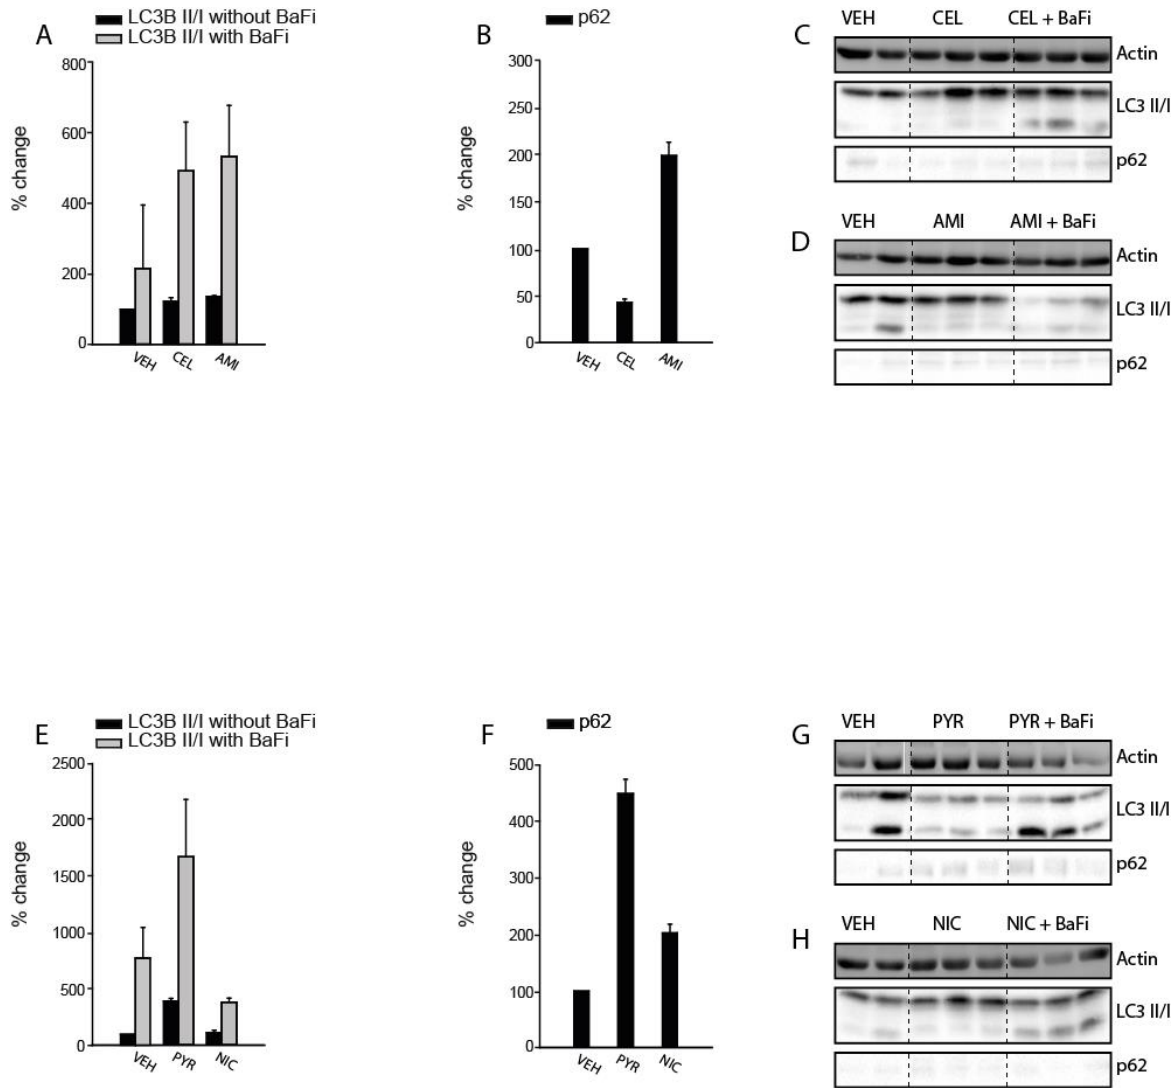 A
LC3B II/I without BaFi
LC3B II/I with BaFi
% change
800
600
400
200
0
VEH
CEL
AMI
B
p62
% change
300
250
200
150
100
50
0
VEH
CEL
AMI
C
VEH CEL CEL + BaFi
Actin
LC3 II/I
p62
D
VEH AMI AMI + BaFi
Actin
LC3 II/I
p62
E
LC3B II/I without BaFi
LC3B II/I with BaFi
% change
2500
2000
1500
1000
500
0
VEH
PYR
NIC
F
p62
% change
500
400
300
200
100
0
VEH
PYR
NIC
G
VEH PYR PYR + BaFi
Actin
LC3 II/I
p62
H
VEH NIC NIC + BaFi
Actin
LC3 II/I
p62